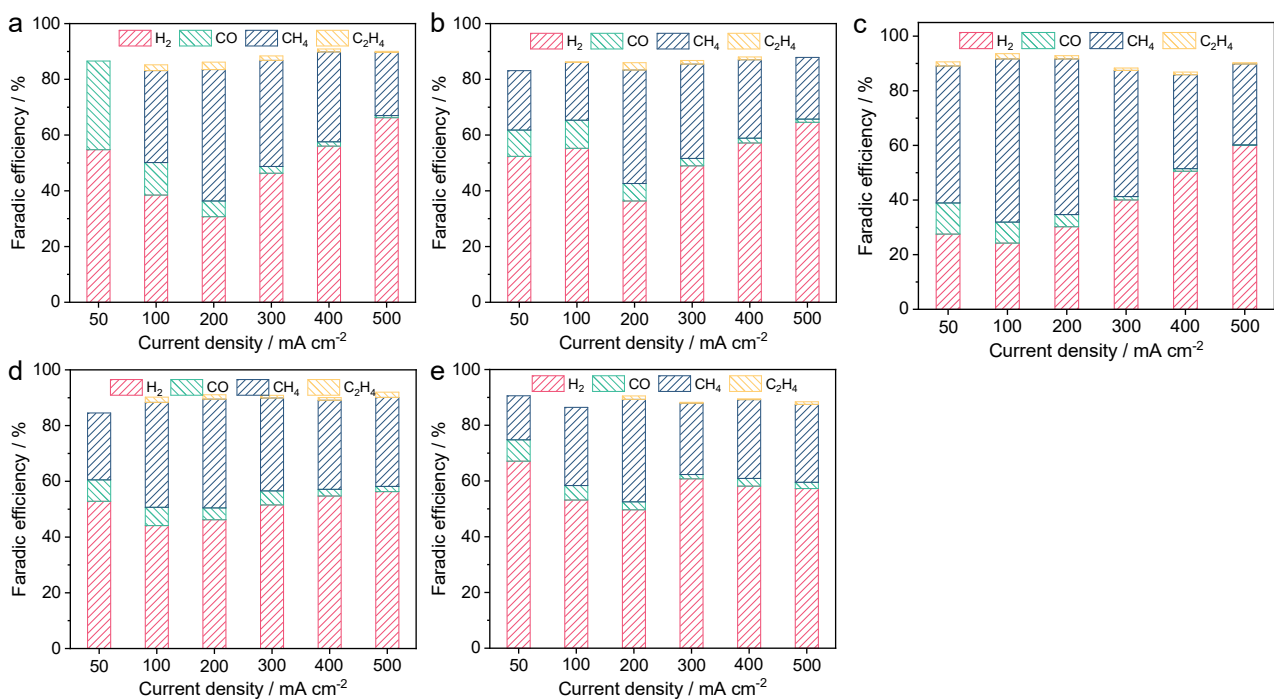 a
H₂ CO CH₄ C₂H₄
Faradic efficiency / %
100
80
60
40
20
0
50 100 200 300 400 500
Current density / mA cm⁻²
b
H₂ CO CH₄ C₂H₄
Faradic efficiency / %
100
80
60
40
20
0
50 100 200 300 400 500
Current density / mA cm⁻²
c
H₂ CO CH₄ C₂H₄
Faradic efficiency / %
100
80
60
40
20
0
50 100 200 300 400 500
Current density / mA cm⁻²
d
H₂ CO CH₄ C₂H₄
Faradic efficiency / %
100
80
60
40
20
0
50 100 200 300 400 500
Current density / mA cm⁻²
e
H₂ CO CH₄ C₂H₄
Faradic efficiency / %
100
80
60
40
20
0
50 100 200 300 400 500
Current density / mA cm⁻²